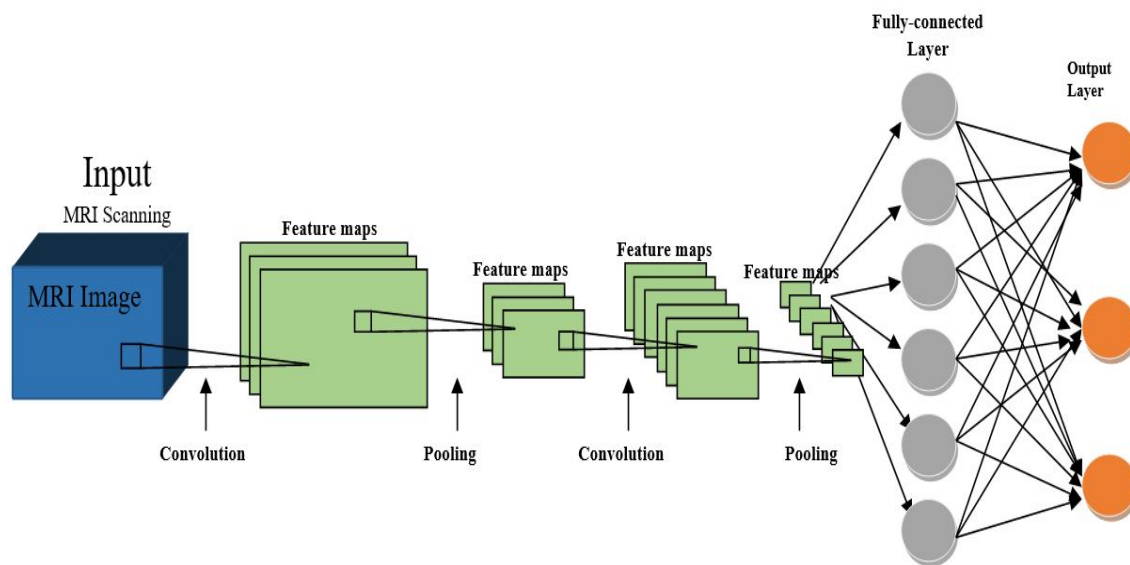 Fully-connected
Layer
Output
Layer
Input
MRI Scanning
MRI Image
Feature maps
Feature maps
Feature maps
Feature maps
Convolution
Pooling
Convolution
Pooling